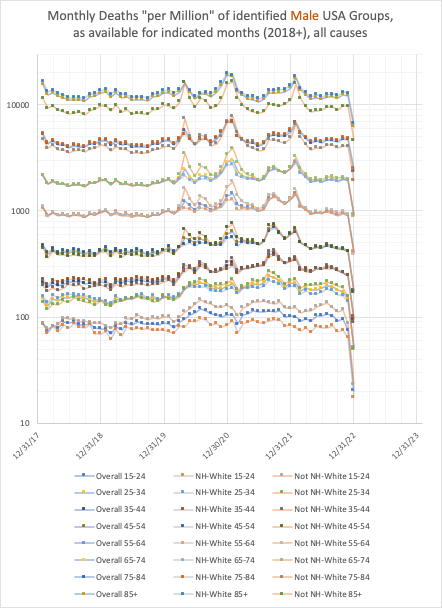 Monthly Deaths "per Million" of identified Male USA Groups,
as available for indicated months (2018+), all causes
10000
1000
100
10
12/31/17 12/31/18 12/31/19 12/31/20 12/31/21 12/31/22 12/31/23
Overall 15-24 NH-White 15-24 Not NH-White 15-24
Overall 25-34 NH-White 25-34 Not NH-White 25-34
Overall 35-44 NH-White 35-44 Not NH-White 35-44
Overall 45-54 NH-White 45-54 Not NH-White 45-54
Overall 55-64 NH-White 55-64 Not NH-White 55-64
Overall 65-74 NH-White 65-74 Not NH-White 65-74
Overall 75-84 NH-White 75-84 Not NH-White 75-84
Overall 85+ NH-White 85+ Not NH-White 85+